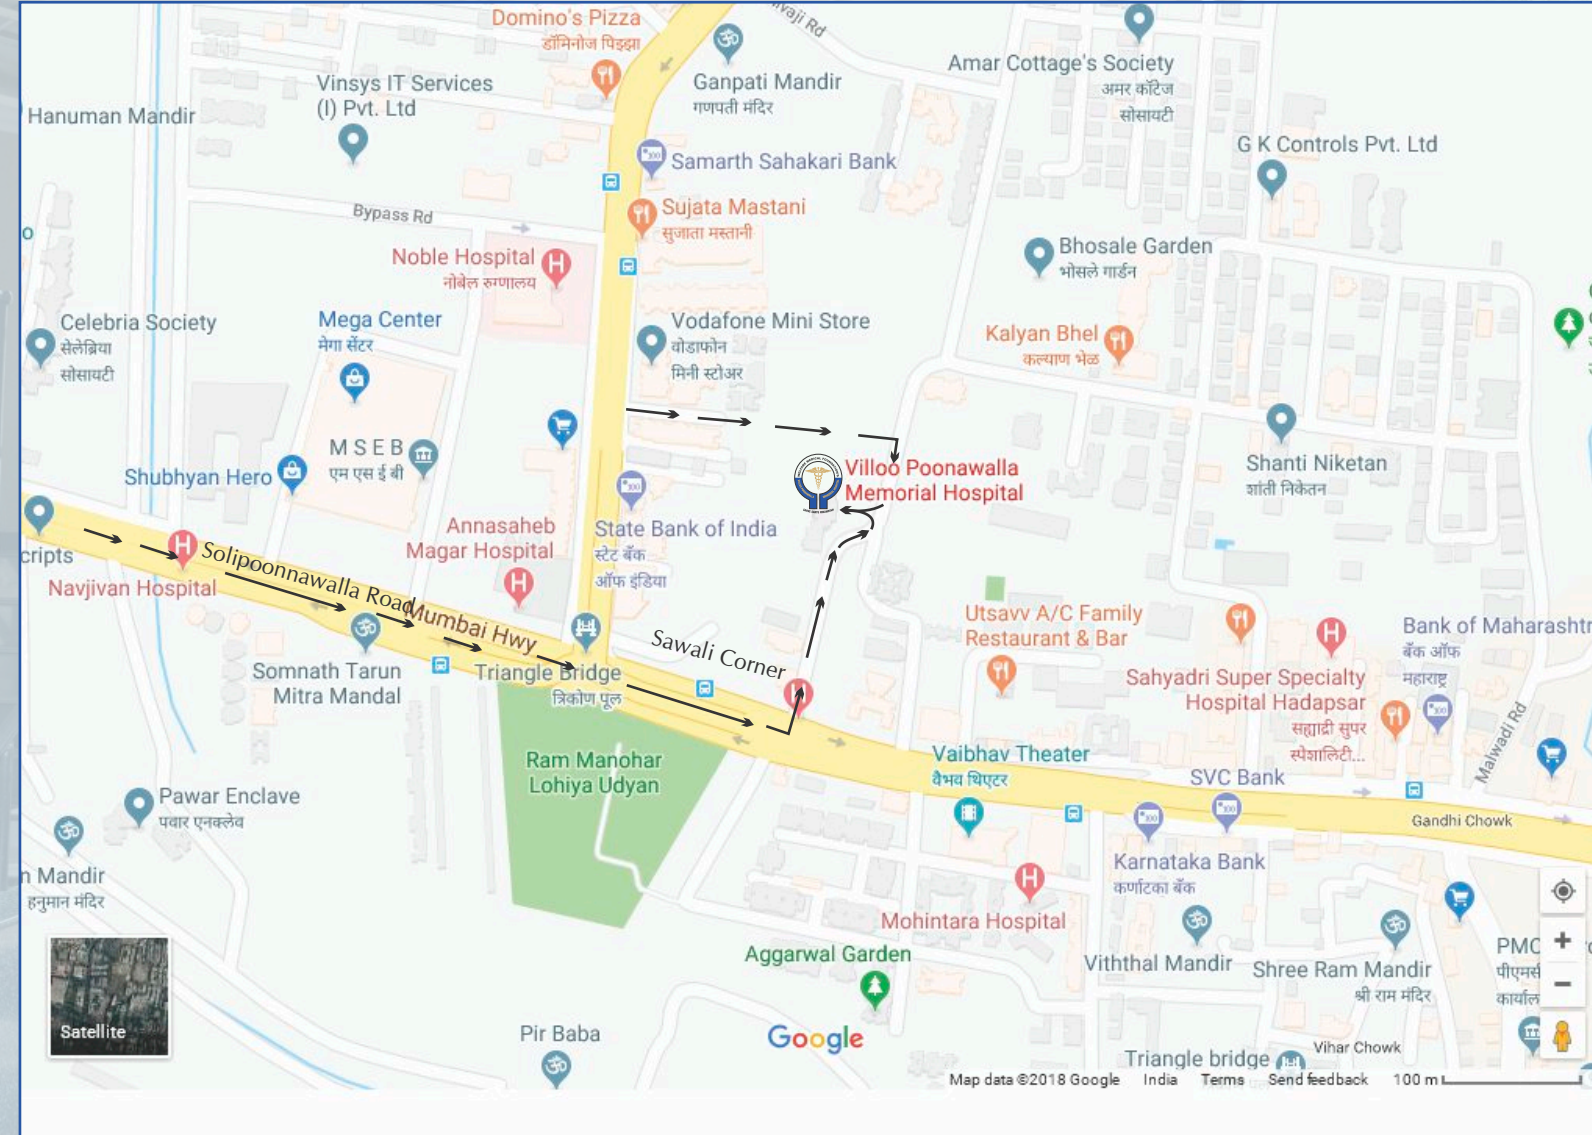 Domino's Pizza
डॉमिनोज पिझ्झा
Ganpati Mandir
गणपती मंदिर
Amar Cottage's Society
अमर कॉटेज
सोसायटी
Vinsys IT Services
(I) Pvt. Ltd
Hanuman Mandir
G K Controls Pvt. Ltd
Samarth Sahakari Bank
Sujata Mastani
सुजाता मस्तानी
Bypass Rd
Noble Hospital
नोबेल रुग्णालय
Bhosale Garden
भोसले गार्डन
Celebria Society
सेलेब्रिया
सोसायटी
Mega Center
मेगा सेंटर
Vodafone Mini Store
वोडाफोन
मिनी स्टोअर
Kalyan Bhel
कल्याण भेळ
M S E B
एम एस ई बी
Shubhyan Hero
Villoo Poonawalla
Memorial Hospital
Shanti Niketan
शांती निकेतन
Annasaheb
Magar Hospital
State Bank of India
स्टेट बँक
ऑफ इंडिया
cripts
Navjivan Hospital
Solipoonnawalla Road
Mumbai Hwy
Sawali Corner
Utsavv A/C Family
Restaurant & Bar
Bank of Maharashtr
बँक ऑफ
महाराष्ट्र
Somnath Tarun
Mitra Mandal
Triangle Bridge
त्रिकोण पूल
Sahyadri Super Specialty
Hospital Hadapsar
सह्याद्री सुपर
स्पेशालिटी...
Malwadi Rd
Ram Manohar
Lohiya Udyan
Vaibhav Theater
वैभव थिएटर
SVC Bank
Pawar Enclave
पवार एनक्लेव
Gandhi Chowk
Karnataka Bank
कर्णाटका बँक
n Mandir
हनुमान मंदिर
Mohintara Hospital
Aggarwal Garden
Viththal Mandir
Shree Ram Mandir
श्री राम मंदिर
PMC
Satellite
Pir Baba
Google
Triangle bridge
Vihar Chowk
Map data ©2018 Google India Terms Send feedback 100 m